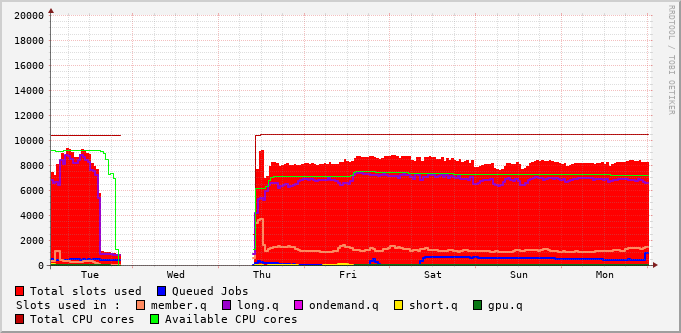 20000
18000
16000
14000
12000
10000
8000
6000
4000
2000
0
Tue Wed Thu Fri Sat Sun Mon
RRDTOOL / TOBI OETIKER
Total slots used Queued Jobs
Slots used in : member.q long.q ondemand.q short.q gpu.q
Total CPU cores Available CPU cores